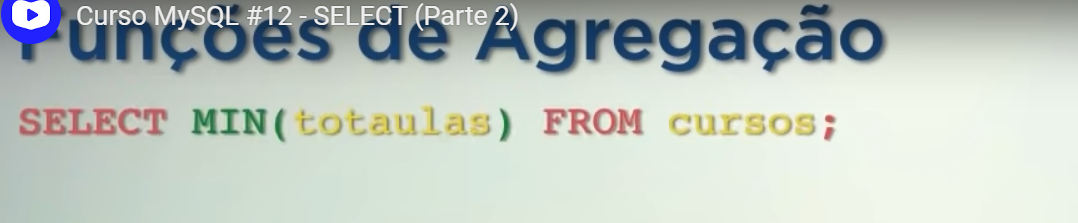 Curso MySQL #12 - SELECT (Parte 2)
Funções de Agregação
SELECT MIN(totaulas) FROM cursos;